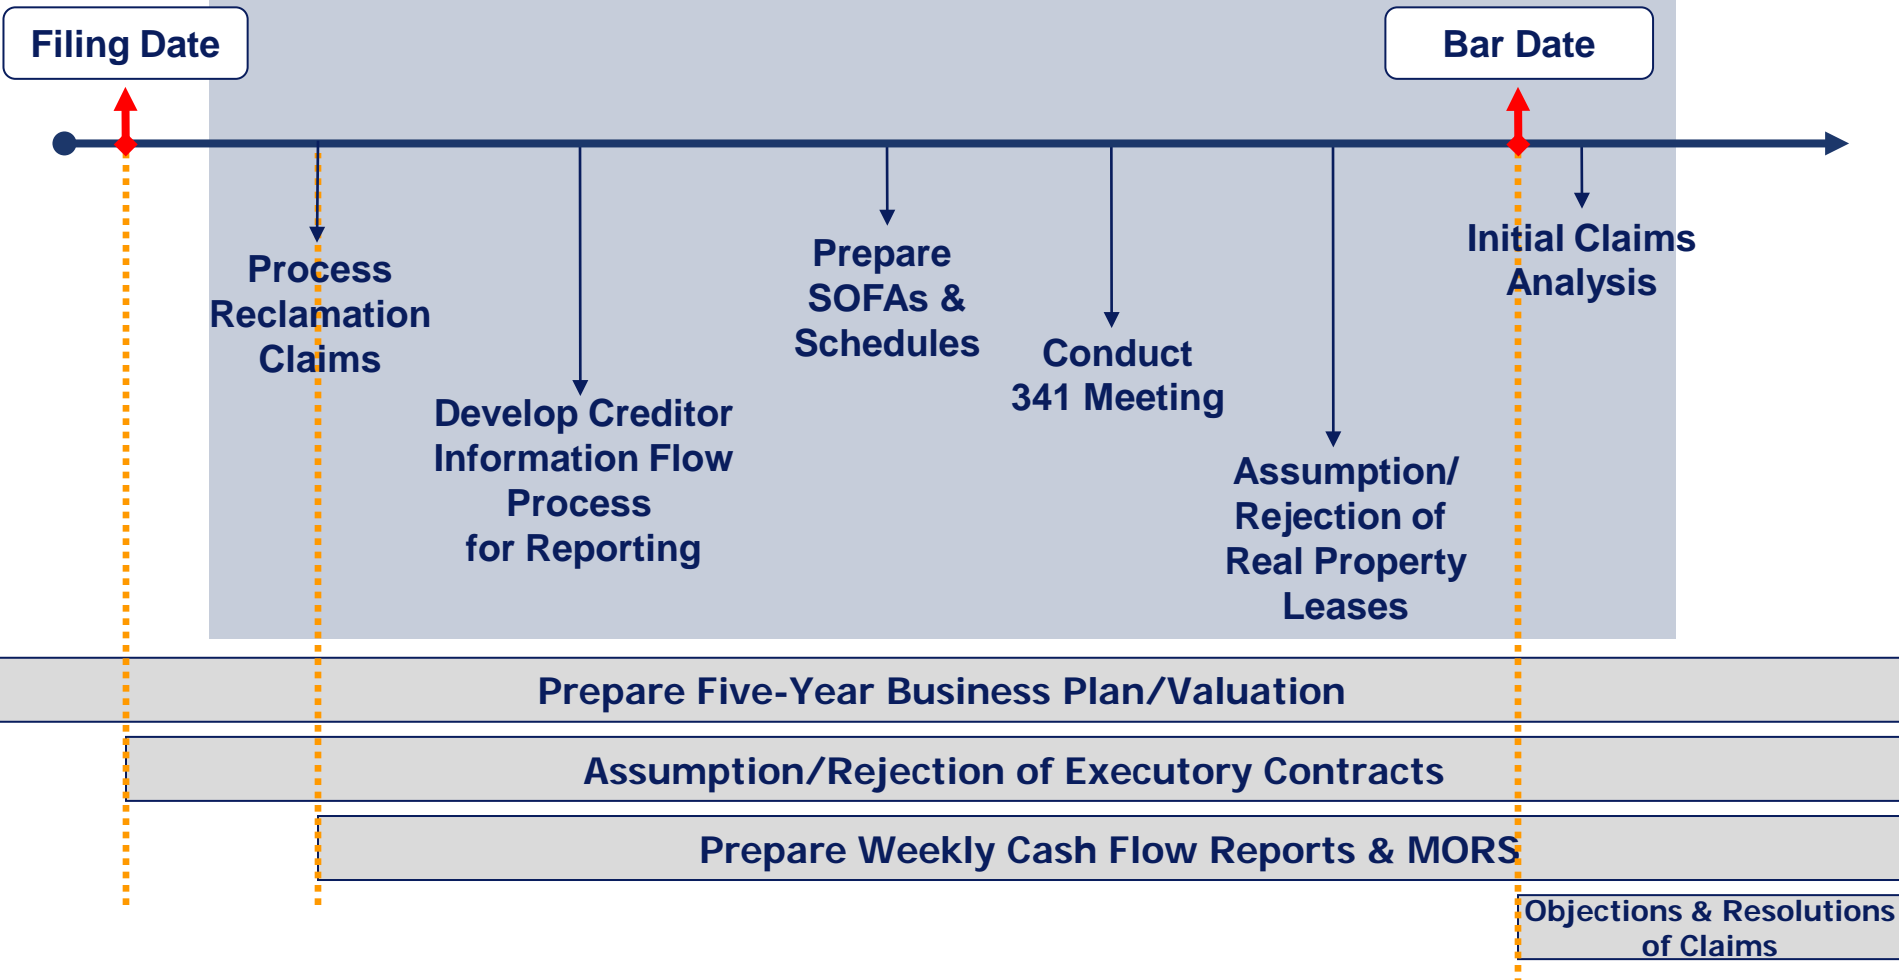 Filing Date
Bar Date
Process
Reclamation
Claims
Develop Creditor
Information Flow
Process
for Reporting
Prepare
SOFAs &
Schedules
Conduct
341 Meeting
Assumption/
Rejection of
Real Property
Leases
Initial Claims
Analysis
Prepare Five-Year Business Plan/Valuation
Assumption/Rejection of Executory Contracts
Prepare Weekly Cash Flow Reports & MORS
Objections & Resolutions
of Claims